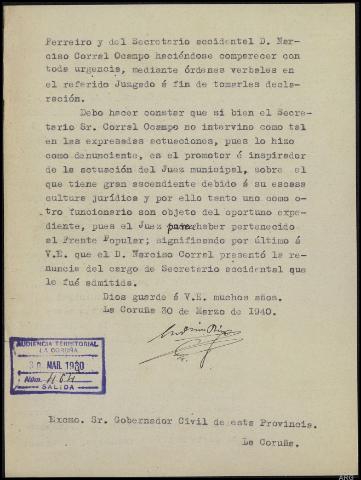 Ferreiro y del Secretario accidentel D. Nar-
ciso Corral Ocampo haciéndose comparecer con
toda urgencia, mediante órdenes verbales en
el referido Juzgado á fin de tomarles decla-
ración.
Debo hacer constar que si bien el Secre-
tario Sr. Corral Ocampo no intervino como tal
en las expresadas actuaciones, pues lo hizo
como denunciante, es el promotor é inspirador
de la actuación del Juez municipal, sobre el
que tiene gran ascendiente debido á su escasa
cultura jurídica y por ello tanto uno como
otro funcionario son objeto del oportuno expe-
diente, pues el Juez haber pertenecido
al Frente Popular; significando por último á
V.E. que el D. Narciso Corral presentó la re-
nuncia del cargo de Secretario accidental que
le fué admitida.
Dios guarde á V.E. muchos años.
La Coruña 30 de Marzo de 1940.
AUDIENCIA TERRITORIAL
LA CORUÑA
30 MAR. 1940
Núm. 464
SALIDA
Excmo. Sr. Gobernador Civil de esta Provincia.
La Coruña.
ARG